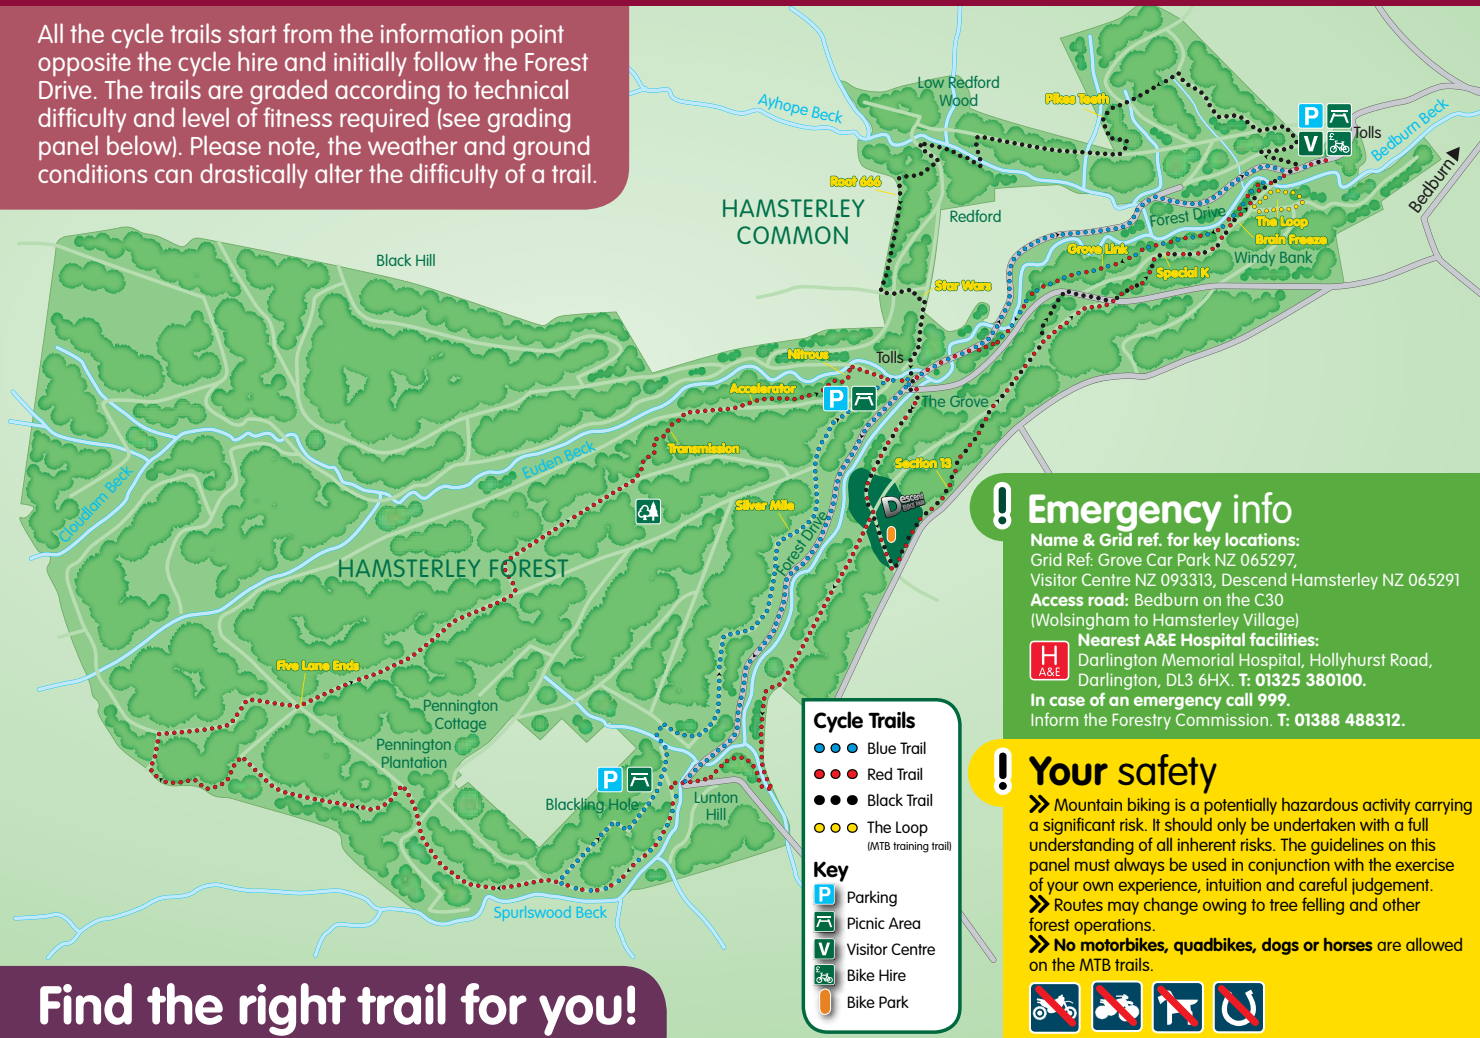 All the cycle trails start from the information point
opposite the cycle hire and initially follow the Forest
Drive. The trails are graded according to technical
difficulty and level of fitness required (see grading
panel below). Please note, the weather and ground
conditions can drastically alter the difficulty of a trail.
Low Redford
Wood
Ayhope Beck
Pikes Teeth
P
V
£
Tolls
Bedburn Beck
Bedburn
Root 666
HAMSTERLEY
COMMON
Redford
Forest Drive
The Loop
Brain Freeze
Grove Link
Windy Bank
Special K
Black Hill
Star Wars
Nitrous
Tolls
Accelerator
P
The Grove
Transmission
Section 13
Euden Beck
Cloudlam Beck
Silver Mile
Descend
BIKE PARK
Forest Drive
HAMSTERLEY FOREST
Five Lane Ends
Pennington
Cottage
Pennington
Plantation
P
Blackling Hole
Lunton
Hill
Spurlswood Beck
Cycle Trails
Blue Trail
Red Trail
Black Trail
The Loop
(MTB training trail)
Key
P Parking
Picnic Area
V Visitor Centre
£ Bike Hire
Bike Park
! Emergency info
Name & Grid ref. for key locations:
Grid Ref: Grove Car Park NZ 065297,
Visitor Centre NZ 093313, Descend Hamsterley NZ 065291
Access road: Bedburn on the C30
(Wolsingham to Hamsterley Village)
H
A&E
Nearest A&E Hospital facilities:
Darlington Memorial Hospital, Hollyhurst Road,
Darlington, DL3 6HX. T: 01325 380100.
In case of an emergency call 999.
Inform the Forestry Commission. T: 01388 488312.
! Your safety
Mountain biking is a potentially hazardous activity carrying
a significant risk. It should only be undertaken with a full
understanding of all inherent risks. The guidelines on this
panel must always be used in conjunction with the exercise
of your own experience, intuition and careful judgement.
Routes may change owing to tree felling and other
forest operations.
No motorbikes, quadbikes, dogs or horses are allowed
on the MTB trails.
Find the right trail for you!